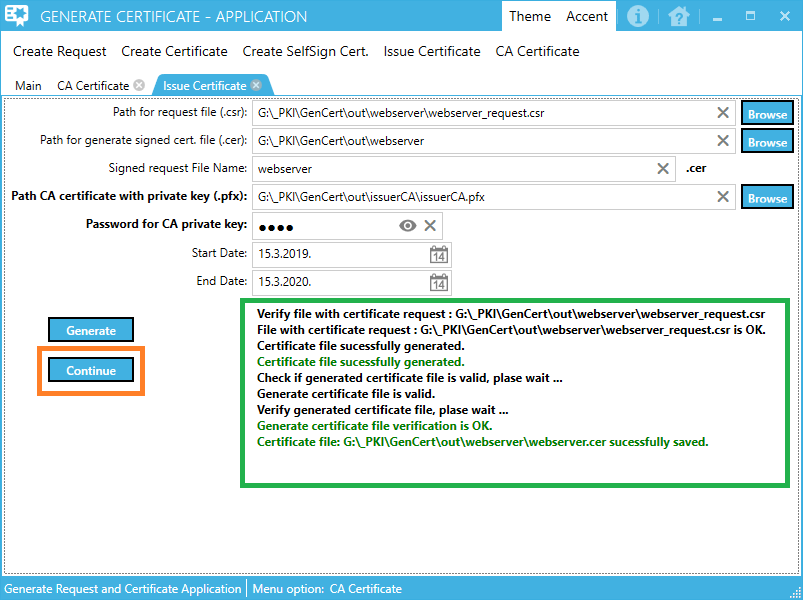 GENERATE CERTIFICATE - APPLICATION
Theme Accent
Create Request Create Certificate Create SelfSign Cert. Issue Certificate CA Certificate
Main CA Certificate Issue Certificate
Path for request file (.csr): G:\_PKI\GenCert\out\webserver\webserver_request.csr Browse
Path for generate signed cert. file (.cer): G:\_PKI\GenCert\out\webserver Browse
Signed request File Name: webserver .cer
Path CA certificate with private key (.pfx): G:\_PKI\GenCert\out\issuerCA\issuerCA.pfx Browse
Password for CA private key: ●●●●
Start Date: 15.3.2019. 14
End Date: 15.3.2020. 14
Generate
Continue
Verify file with certificate request : G:\_PKI\GenCert\out\webserver\webserver_request.csr
File with certificate request : G:\_PKI\GenCert\out\webserver\webserver_request.csr is OK.
Certificate file sucessfully generated.
Certificate file sucessfully generated.
Check if generated certificate file is valid, plase wait ...
Generate certificate file is valid.
Verify generated certificate file, plase wait ...
Generate certificate file verification is OK.
Certificate file: G:\_PKI\GenCert\out\webserver\webserver.cer sucessfully saved.
Generate Request and Certificate Application Menu option: CA Certificate